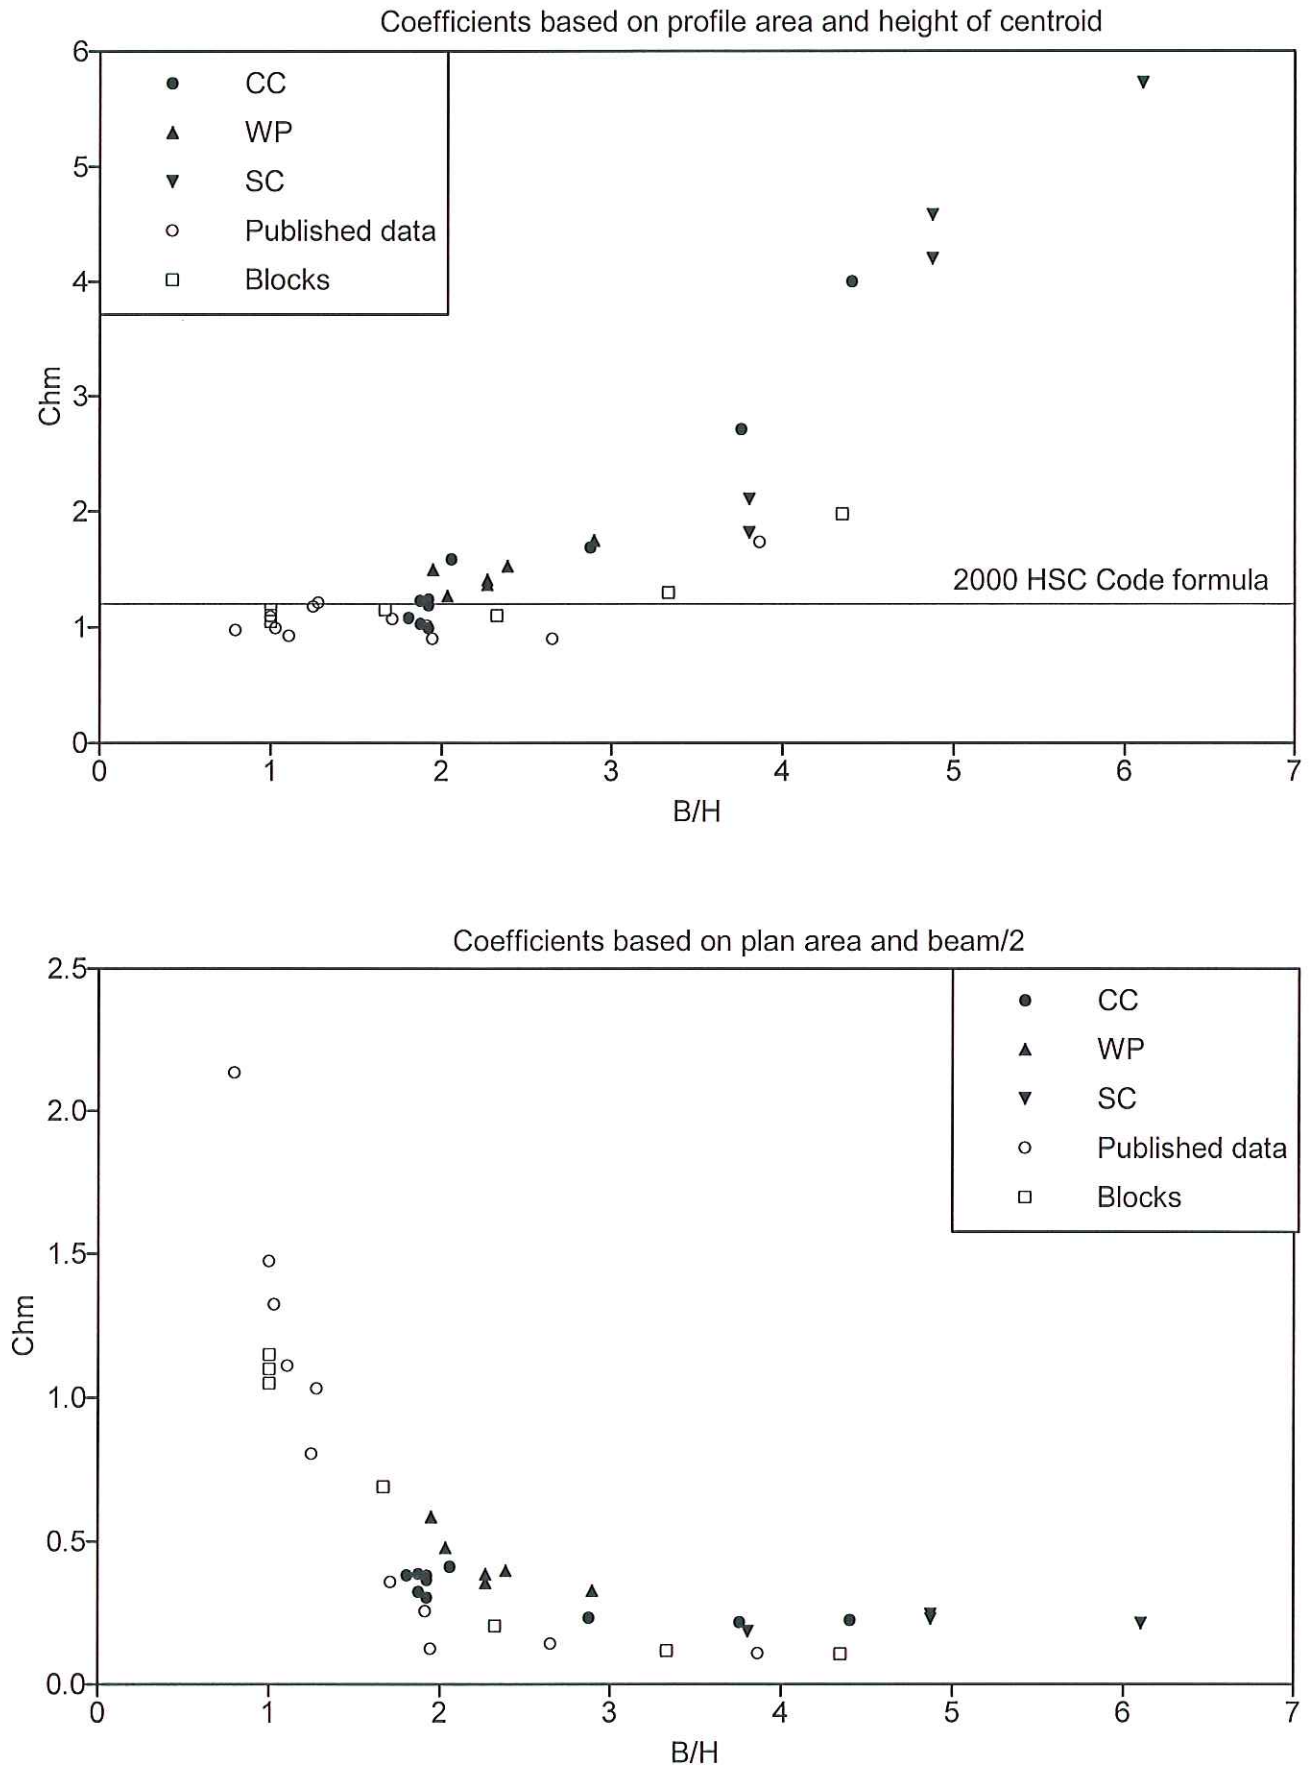 Coefficients based on profile area and height of centroid
6
CC
WP
5
SC
Published data
4
Blocks
3
Chm
2
2000 HSC Code formula
1
0
0 1 2 3 4 5 6 7
B/H
Coefficients based on plan area and beam/2
2.5
CC
WP
2.0
SC
Published data
Blocks
1.5
Chm
1.0
0.5
0.0
0 1 2 3 4 5 6 7
B/H